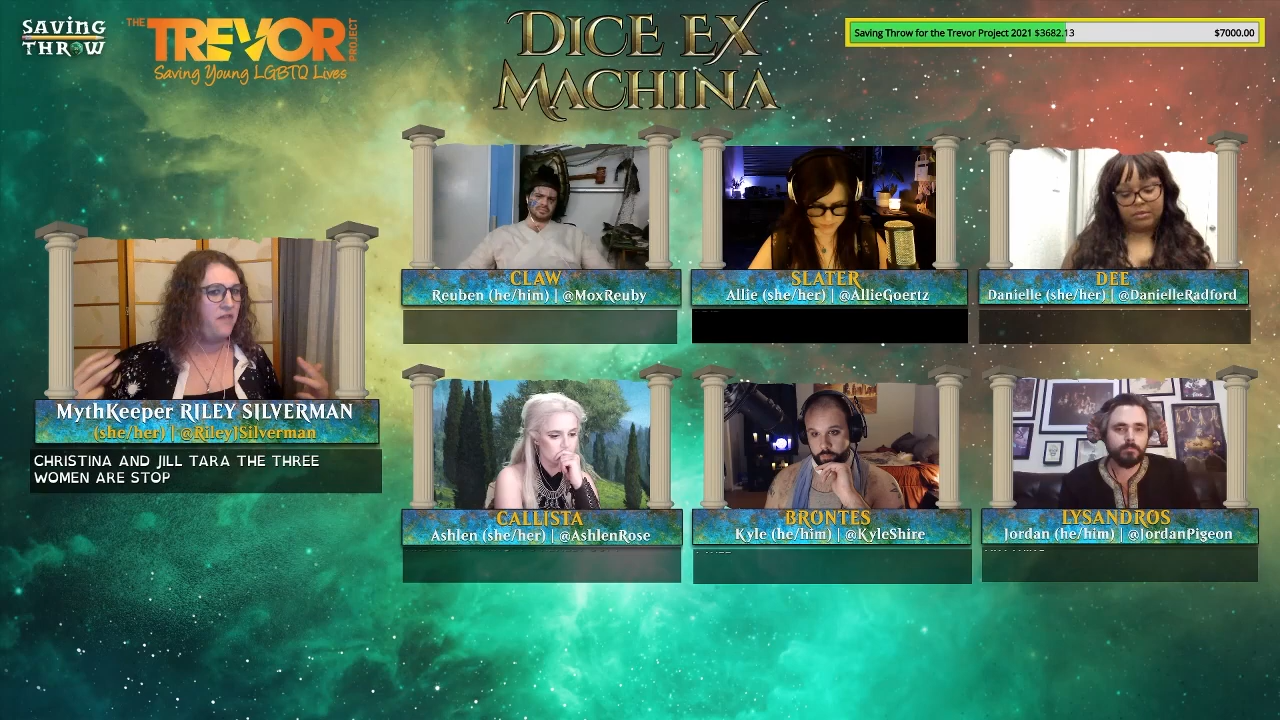 SAVING
THROW
THE TREVOR PROJECT
Saving Young LGBTQ Lives
DICE EX
MACHINA
Saving Throw for the Trevor Project 2021 $3682.13 $7000.00
CLAW
Reuben (he/him) | @MoxReuby
SLATER
Allie (she/her) | @AllieGoertz
DEE
Danielle (she/her) | @DanielleRadford
MythKeeper RILEY SILVERMAN
(she/her) | @RileyJSilverman
CHRISTINA AND JILL TARA THE THREE
WOMEN ARE STOP
CALLISTA
Ashlen (she/her) | @AshlenRose
BRONTES
Kyle (he/him) | @KyleShire
LYSANDROS
Jordan (he/him) | @JordanPigeon